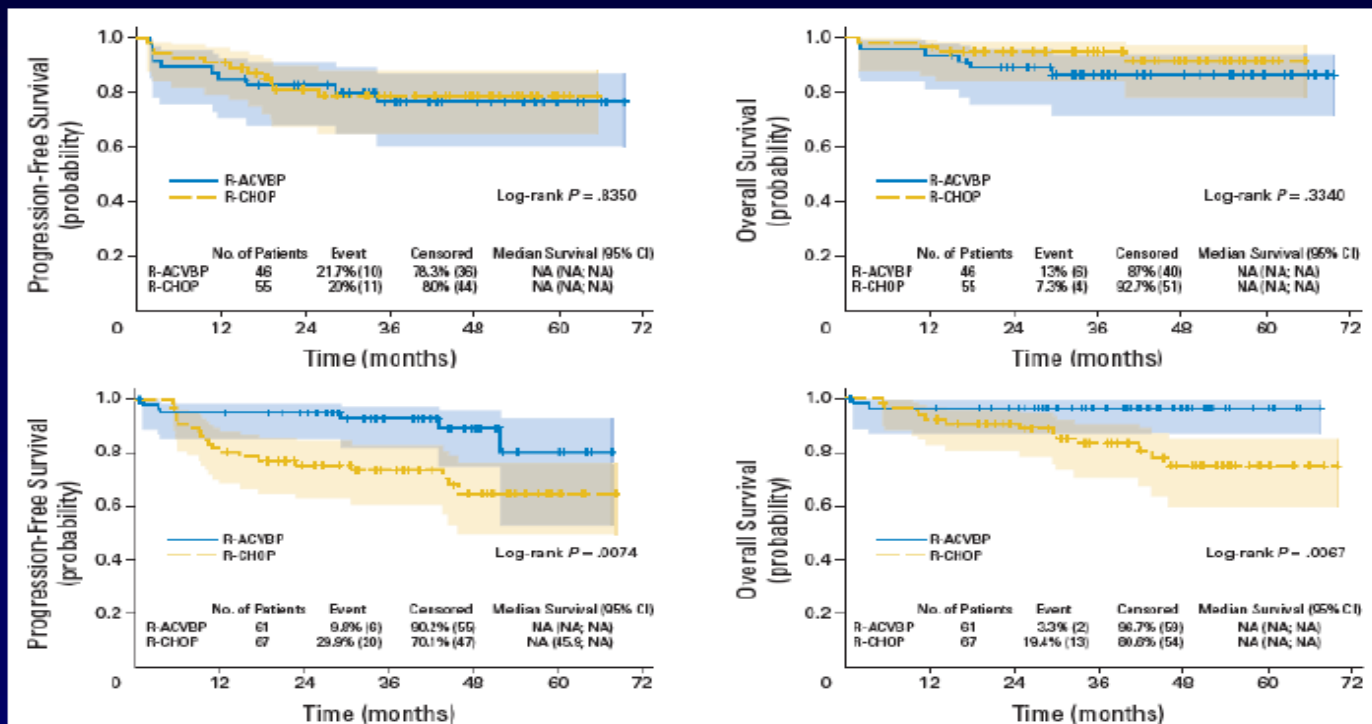 1.0
0.8
0.6
0.4
0.2
0
Progression-Free Survival
(probability)
R-ACVBP
R-CHOP
Log-rank P = .8350
No. of Patients Event Censored Median Survival (95% CI)
R-ACVBP 46 21.7% (10) 78.3% (36) NA (NA; NA)
R-CHOP 55 20% (11) 80% (44) NA (NA; NA)
12 24 36 48 60 72
Time (months)
1.0
0.8
0.6
0.4
0.2
0
Overall Survival
(probability)
R-ACVBP
R-CHOP
Log-rank P = .3340
No. of Patients Event Censored Median Survival (95% CI)
R-ACVBP 46 13% (6) 87% (40) NA (NA; NA)
R-CHOP 55 7.3% (4) 92.7% (51) NA (NA; NA)
12 24 36 48 60 72
Time (months)
1.0
0.8
0.6
0.4
0.2
0
Progression-Free Survival
(probability)
R-ACVBP
R-CHOP
Log-rank P = .0074
No. of Patients Event Censored Median Survival (95% CI)
R-ACVBP 61 9.8% (6) 90.2% (55) NA (NA; NA)
R-CHOP 67 29.9% (20) 70.1% (47) NA (45.9; NA)
12 24 36 48 60 72
Time (months)
1.0
0.8
0.6
0.4
0.2
0
Overall Survival
(probability)
R-ACVBP
R-CHOP
Log-rank P = .0067
No. of Patients Event Censored Median Survival (95% CI)
R-ACVBP 61 3.3% (2) 96.7% (59) NA (NA; NA)
R-CHOP 67 19.4% (13) 80.6% (54) NA (NA; NA)
12 24 36 48 60 72
Time (months)